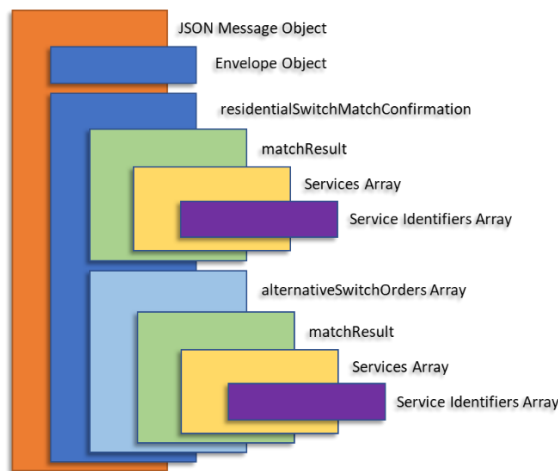 JSON Message Object
Envelope Object
residentialSwitchMatchConfirmation
matchResult
Services Array
Service Identifiers Array
alternativeSwitchOrders Array
matchResult
Services Array
Service Identifiers Array